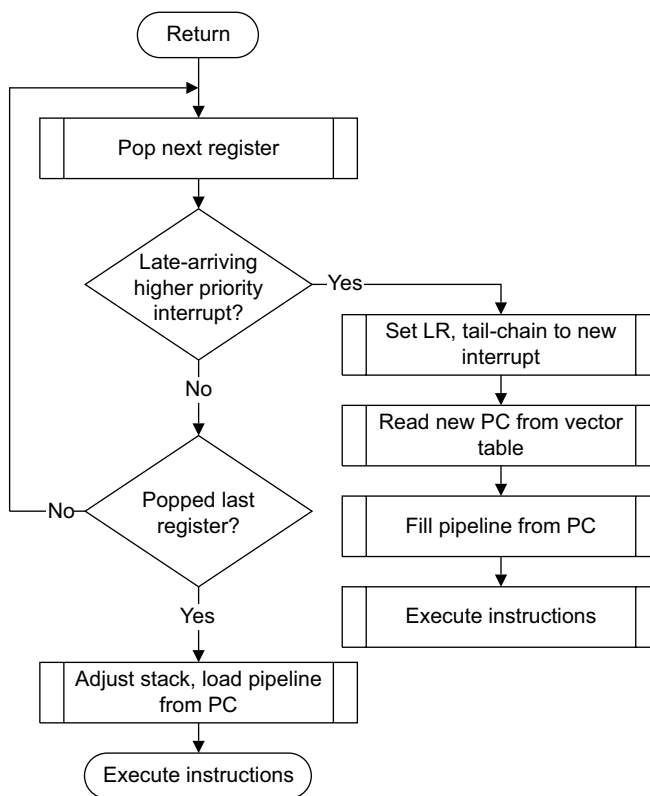 Return
Pop next register
Late-arriving
higher priority
interrupt?
Yes
Set LR, tail-chain to new
interrupt
No
Read new PC from vector
table
Popped last
register?
No
Fill pipeline from PC
Yes
Execute instructions
Adjust stack, load pipeline
from PC
Execute instructions